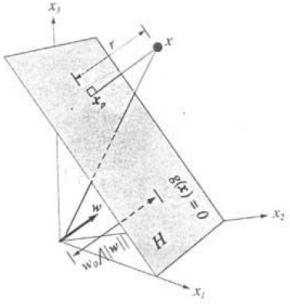 x₃
r
x
xₚ
g(x) = 0
w
w₀/||w||
H
x₂
x₁